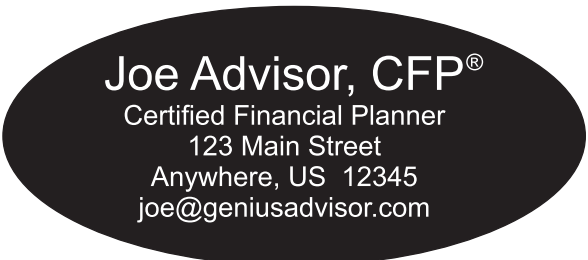 Joe Advisor, CFP®
Certified Financial Planner
123 Main Street
Anywhere, US  12345
joe@geniusadvisor.com